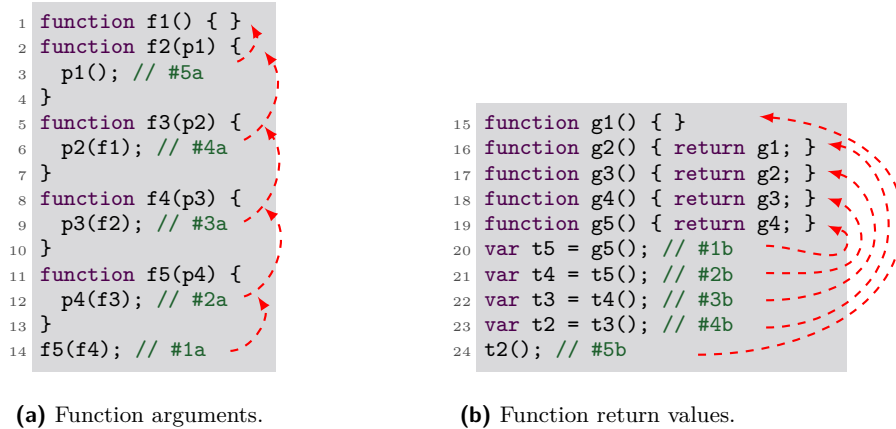 1 function f1() { }
2 function f2(p1) {
3   p1(); // #5a
4 }
5 function f3(p2) {
6   p2(f1); // #4a
7 }
8 function f4(p3) {
9   p3(f2); // #3a
10 }
11 function f5(p4) {
12   p4(f3); // #2a
13 }
14 f5(f4); // #1a
(a) Function arguments.
15 function g1() { }
16 function g2() { return g1; }
17 function g3() { return g2; }
18 function g4() { return g3; }
19 function g5() { return g4; }
20 var t5 = g5(); // #1b
21 var t4 = t5(); // #2b
22 var t3 = t4(); // #3b
23 var t2 = t3(); // #4b
24 t2(); // #5b
(b) Function return values.